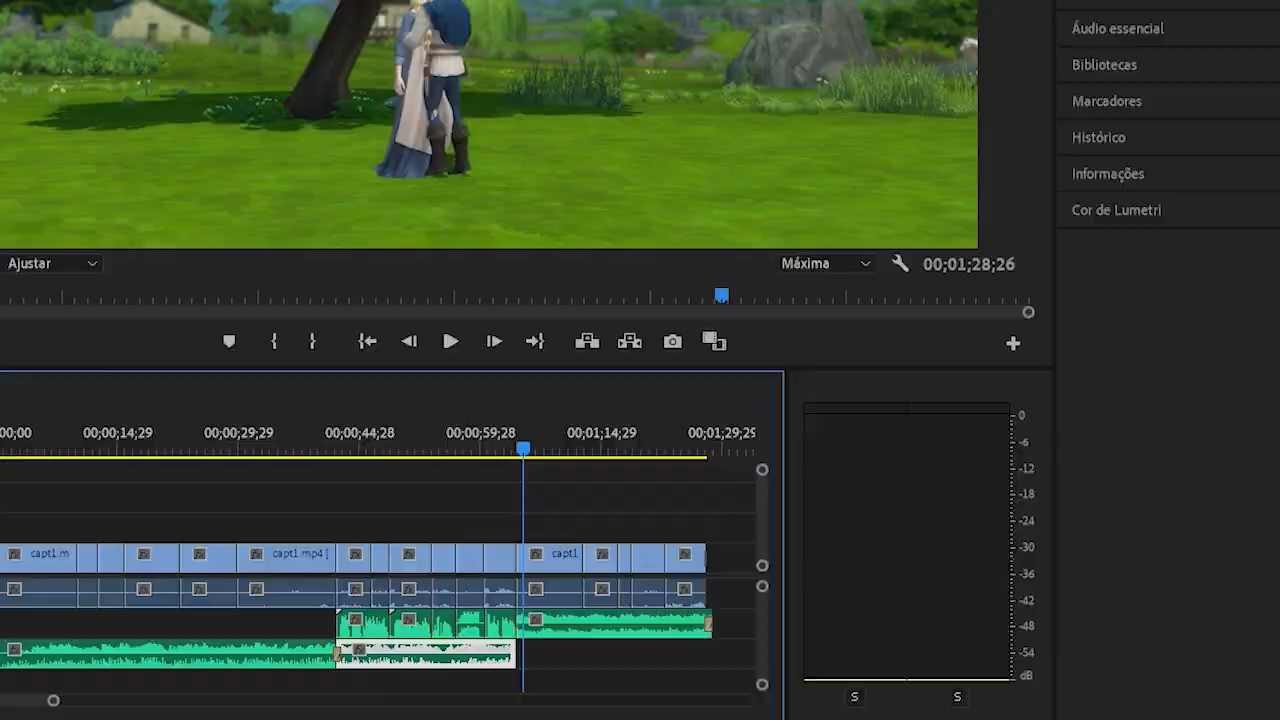 Áudio essencial
Bibliotecas
Marcadores
Histórico
Informações
Cor de Lumetri
Ajustar
Máxima
00;01;28;26
00;00
00;00;14;29
00;00;29;29
00;00;44;28
00;00;59;28
00;01;14;29
00;01;29;29
capt1.m
capt1.mp4 ]
capt1
0
-6
-12
-18
-24
-30
-36
-42
-48
-54
dB
S
S